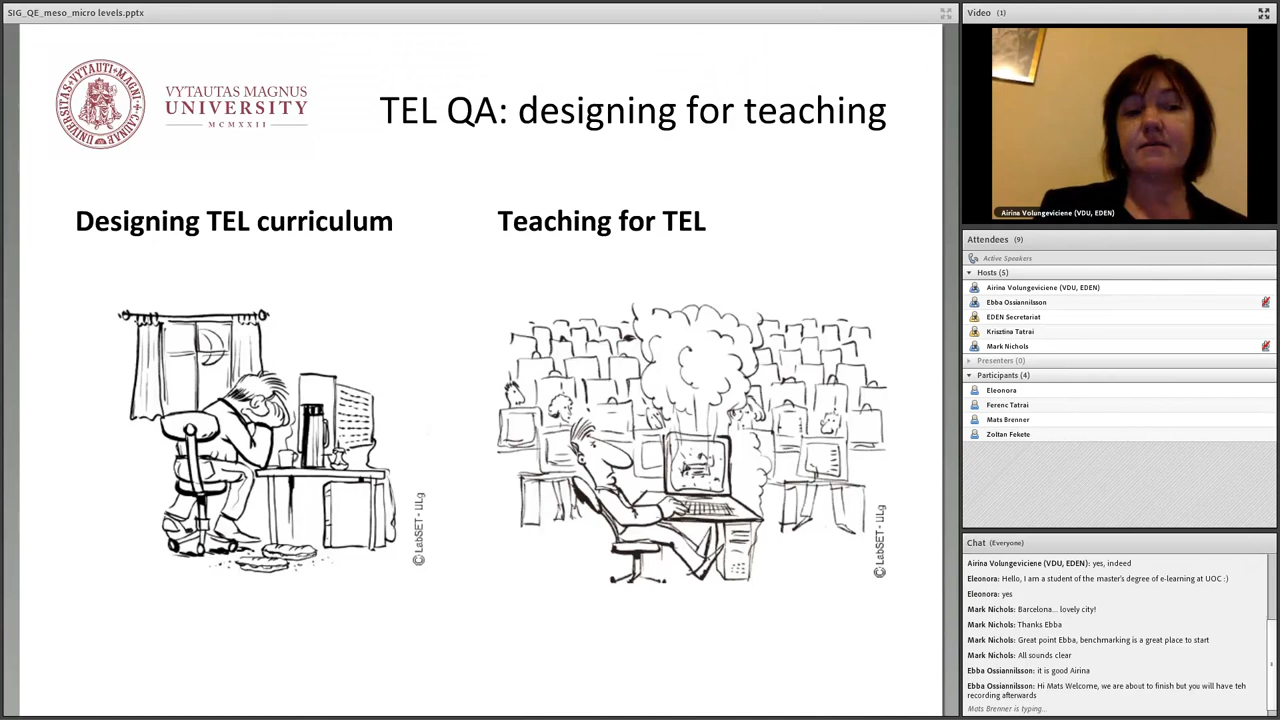 SIG_QE_meso_micro levels.pptx
VYTAUTAS MAGNUS
UNIVERSITY
MCMXXII
TEL QA: designing for teaching
Designing TEL curriculum
Teaching for TEL
© LabSET - ULg
© LabSET - ULg
Video (1)
Airina Volungeviciene (VDU, EDEN)
Attendees (9)
Active Speakers
Hosts (5)
Airina Volungeviciene (VDU, EDEN)
Ebba Ossiannilsson
EDEN Secretariat
Krisztina Tatrai
Mark Nichols
Presenters (0)
Participants (4)
Eleonora
Ferenc Tatrai
Mats Brenner
Zoltan Fekete
Chat (Everyone)
Airina Volungeviciene (VDU, EDEN): yes, indeed
Eleonora: Hello, I am a student of the master's degree of e-learning at UOC :)
Eleonora: yes
Mark Nichols: Barcelona... lovely city!
Mark Nichols: Thanks Ebba
Mark Nichols: Great point Ebba, benchmarking is a great place to start
Mark Nichols: All sounds clear
Ebba Ossiannilsson: it is good Airina
Ebba Ossiannilsson: Hi Mats Welcome, we are about to finish but you will have teh
recording afterwards
Mats Brenner is typing...